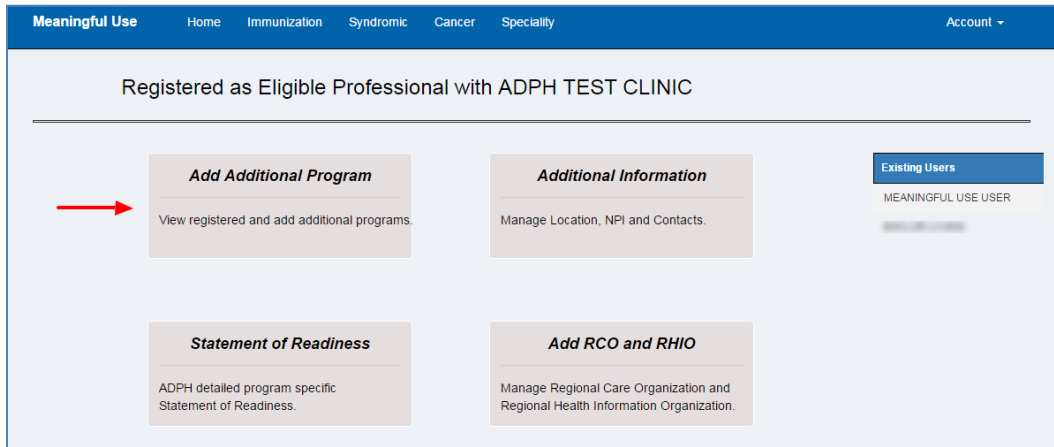 Meaningful Use Home Immunization Syndromic Cancer Speciality Account
Registered as Eligible Professional with ADPH TEST CLINIC
Add Additional Program
View registered and add additional programs.
Additional Information
Manage Location, NPI and Contacts.
Existing Users
MEANINGFUL USE USER
Statement of Readiness
ADPH detailed program specific
Statement of Readiness.
Add RCO and RHIO
Manage Regional Care Organization and
Regional Health Information Organization.